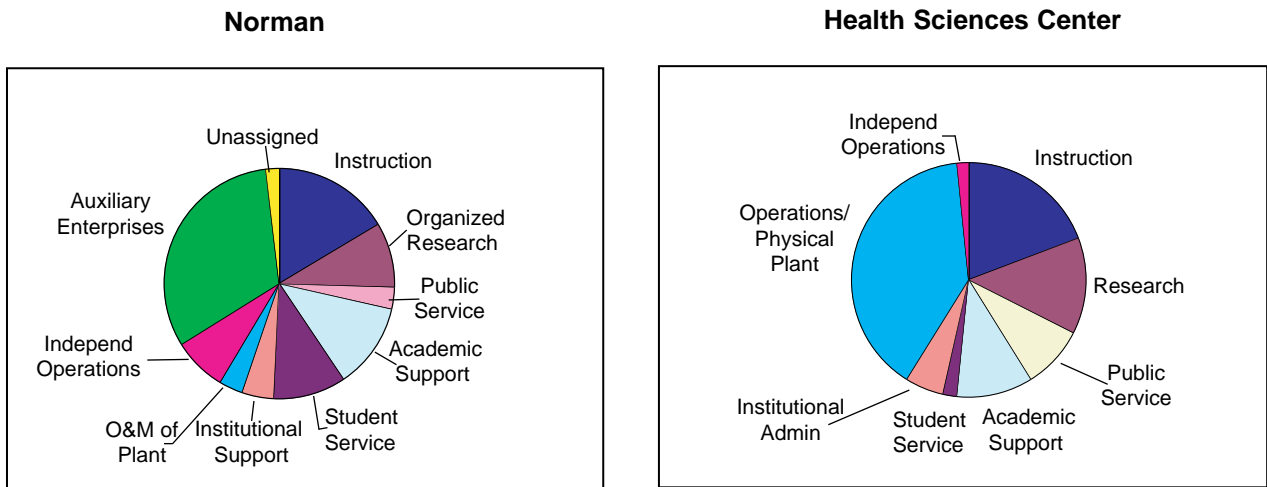 Norman
Unassigned
Instruction
Auxiliary
Enterprises
Organized
Research
Public
Service
Independ
Operations
Academic
Support
O&M of
Plant
Institutional
Support
Student
Service
Health Sciences Center
Independ
Operations
Instruction
Operations/
Physical
Plant
Research
Public
Service
Institutional
Admin
Student
Service
Academic
Support